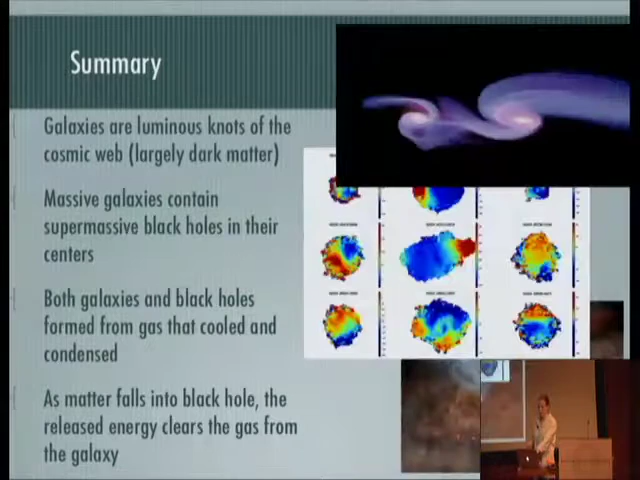 Summary
Galaxies are luminous knots of the
cosmic web (largely dark matter)
Massive galaxies contain
supermassive black holes in their
centers
Both galaxies and black holes
formed from gas that cooled and
condensed
As matter falls into black hole, the
released energy clears the gas from
the galaxy